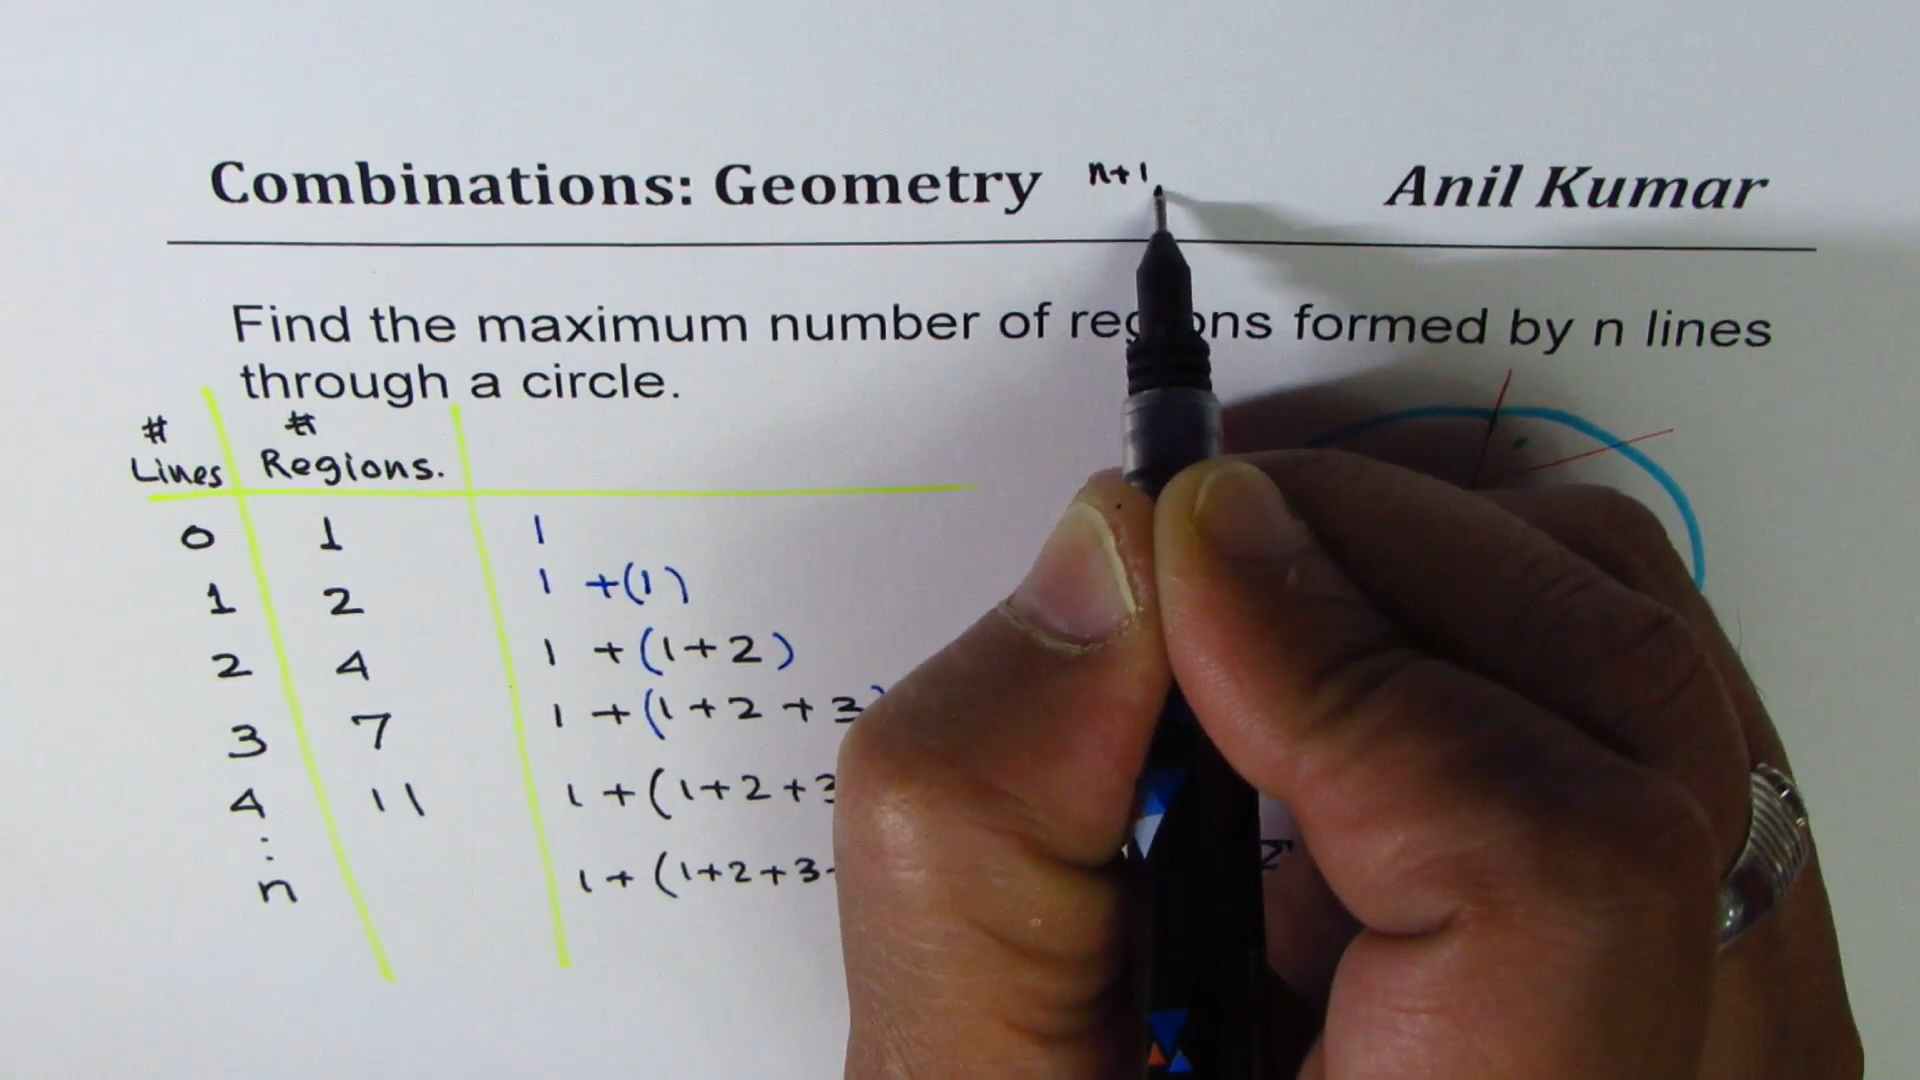 Combinations: Geometry n+1 Anil Kumar
Find the maximum number of regions formed by n lines
through a circle.
# #
Lines Regions.
0 1 1
1 2 1 +(1)
2 4 1 +(1+2)
3 7 1 +(1+2+3)
4 11 1+(1+2+3
:
n 1+(1+2+3-